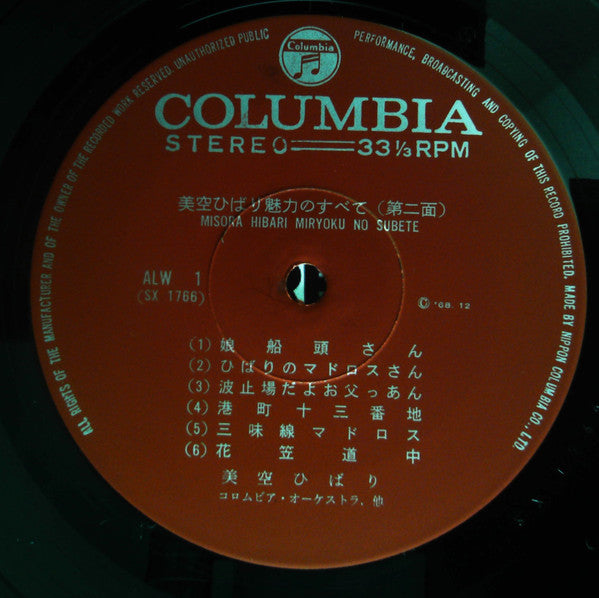 ALL RIGHTS OF THE MANUFACTURER AND OF THE OWNER OF THE RECORDED WORK RESERVED. UNAUTHORIZED PUBLIC PERFORMANCE, BROADCASTING AND COPYING OF THIS RECORD PROHIBITED. MADE BY NIPPON COLUMBIA CO., LTD.
Columbia
COLUMBIA
STEREO 33 1/3 RPM
美空ひばり魅力のすべて (第二面)
MISORA HIBARI MIRYOKU NO SUBETE
ALW 1
(SX 1766)
© '68. 12
(1) 娘船頭さん
(2) ひばりのマドロスさん
(3) 波止場だよお父っあん
(4) 港町十三番地
(5) 三味線マドロス
(6) 花笠道中
美空ひばり
コロムビア・オーケストラ、他